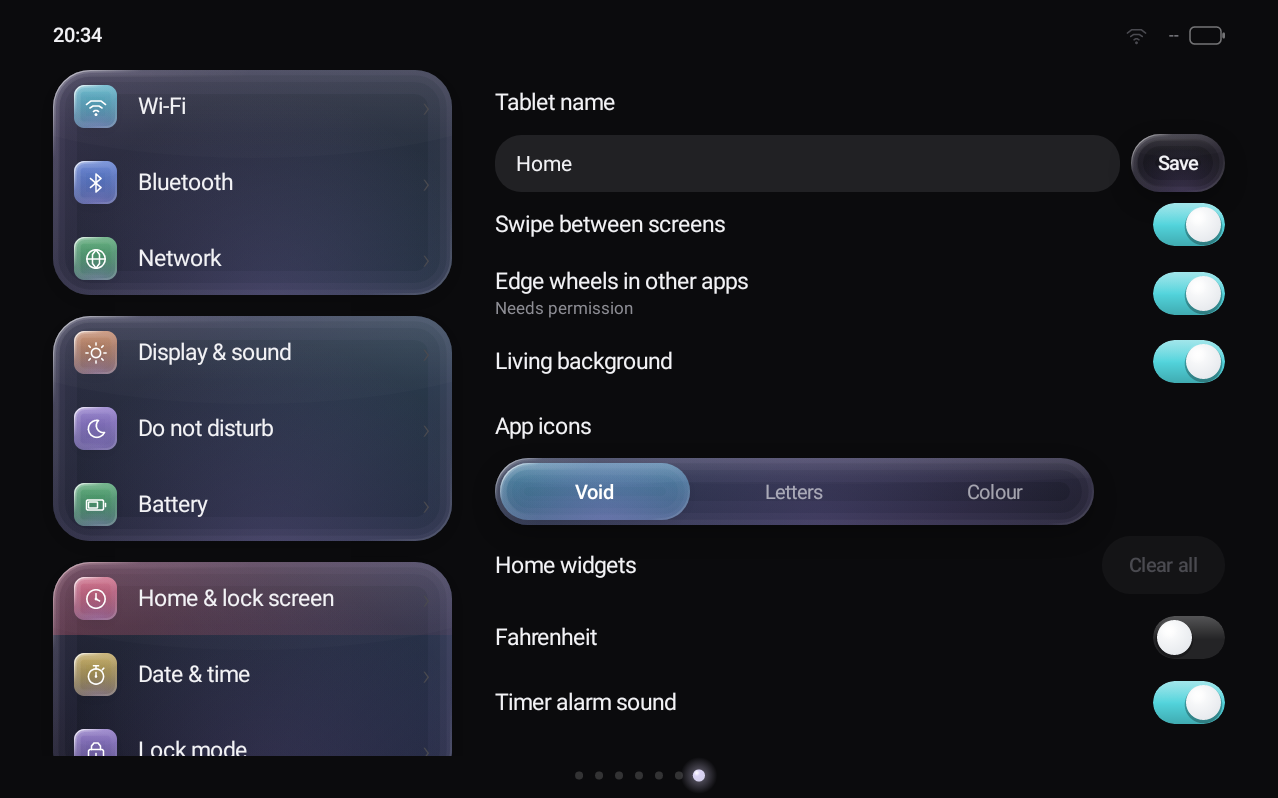 20:34
--
Wi-Fi
Bluetooth
Network
Display & sound
Do not disturb
Battery
Home & lock screen
Date & time
Lock mode
Tablet name
Home
Save
Swipe between screens
Edge wheels in other apps
Needs permission
Living background
App icons
Void Letters Colour
Home widgets
Clear all
Fahrenheit
Timer alarm sound